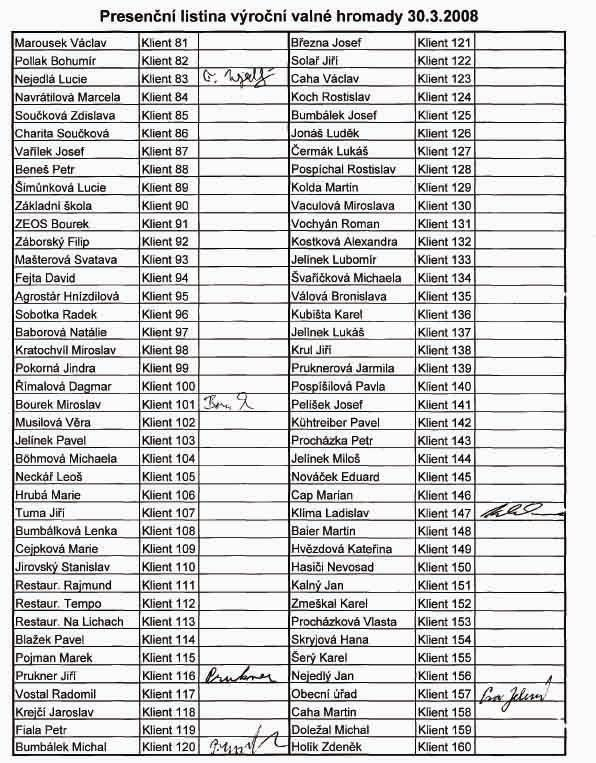 Presenční listina výroční valné hromady 30.3.2008
Marousek Václav Klient 81 Března Josef Klient 121
Pollak Bohumír Klient 82 Solař Jiří Klient 122
Nejedlá Lucie Klient 83 Caha Václav Klient 123
Navrátilová Marcela Klient 84 Koch Rostislav Klient 124
Součková Zdislava Klient 85 Bumbálek Josef Klient 125
Charita Součková Klient 86 Jonáš Luděk Klient 126
Vařílek Josef Klient 87 Čermák Lukáš Klient 127
Beneš Petr Klient 88 Pospíchal Rostislav Klient 128
Šimůnková Lucie Klient 89 Kolda Martin Klient 129
Základní škola Klient 90 Vaculová Miroslava Klient 130
ZEOS Bourek Klient 91 Vochyán Roman Klient 131
Záborský Filip Klient 92 Kostková Alexandra Klient 132
Mašterová Svatava Klient 93 Jelínek Lubomír Klient 133
Fejta David Klient 94 Švaříčková Michaela Klient 134
Agrostár Hnízdilová Klient 95 Válová Bronislava Klient 135
Sobotka Radek Klient 96 Kubišta Karel Klient 136
Baborová Natálie Klient 97 Jelínek Lukáš Klient 137
Kratochvíl Miroslav Klient 98 Krul Jiří Klient 138
Pokorná Jindra Klient 99 Pruknerová Jarmila Klient 139
Římalová Dagmar Klient 100 Pospíšilová Pavla Klient 140
Bourek Miroslav Klient 101 Pelíšek Josef Klient 141
Musilová Věra Klient 102 Kühtreiber Pavel Klient 142
Jelínek Pavel Klient 103 Procházka Petr Klient 143
Böhmová Michaela Klient 104 Jelínek Miloš Klient 144
Neckář Leoš Klient 105 Nováček Eduard Klient 145
Hrubá Marie Klient 106 Cap Marian Klient 146
Tuma Jiří Klient 107 Klíma Ladislav Klient 147
Bumbálková Lenka Klient 108 Baier Martin Klient 148
Cejpková Marie Klient 109 Hvězdová Kateřina Klient 149
Jirovský Stanislav Klient 110 Hasiči Nevosad Klient 150
Restaur. Rajmund Klient 111 Kalný Jan Klient 151
Restaur. Tempo Klient 112 Zmeškal Karel Klient 152
Restaur. Na Lichach Klient 113 Procházková Vlasta Klient 153
Blažek Pavel Klient 114 Skryjová Hana Klient 154
Pojman Marek Klient 115 Šerý Karel Klient 155
Prukner Jiří Klient 116 Prukner Nejedlý Jan Klient 156
Vostal Radomil Klient 117 Obecní úřad Klient 157
Krejčí Jaroslav Klient 118 Caha Martin Klient 158
Fiala Petr Klient 119 Doležal Michal Klient 159
Bumbálek Michal Klient 120 Holík Zdeněk Klient 160